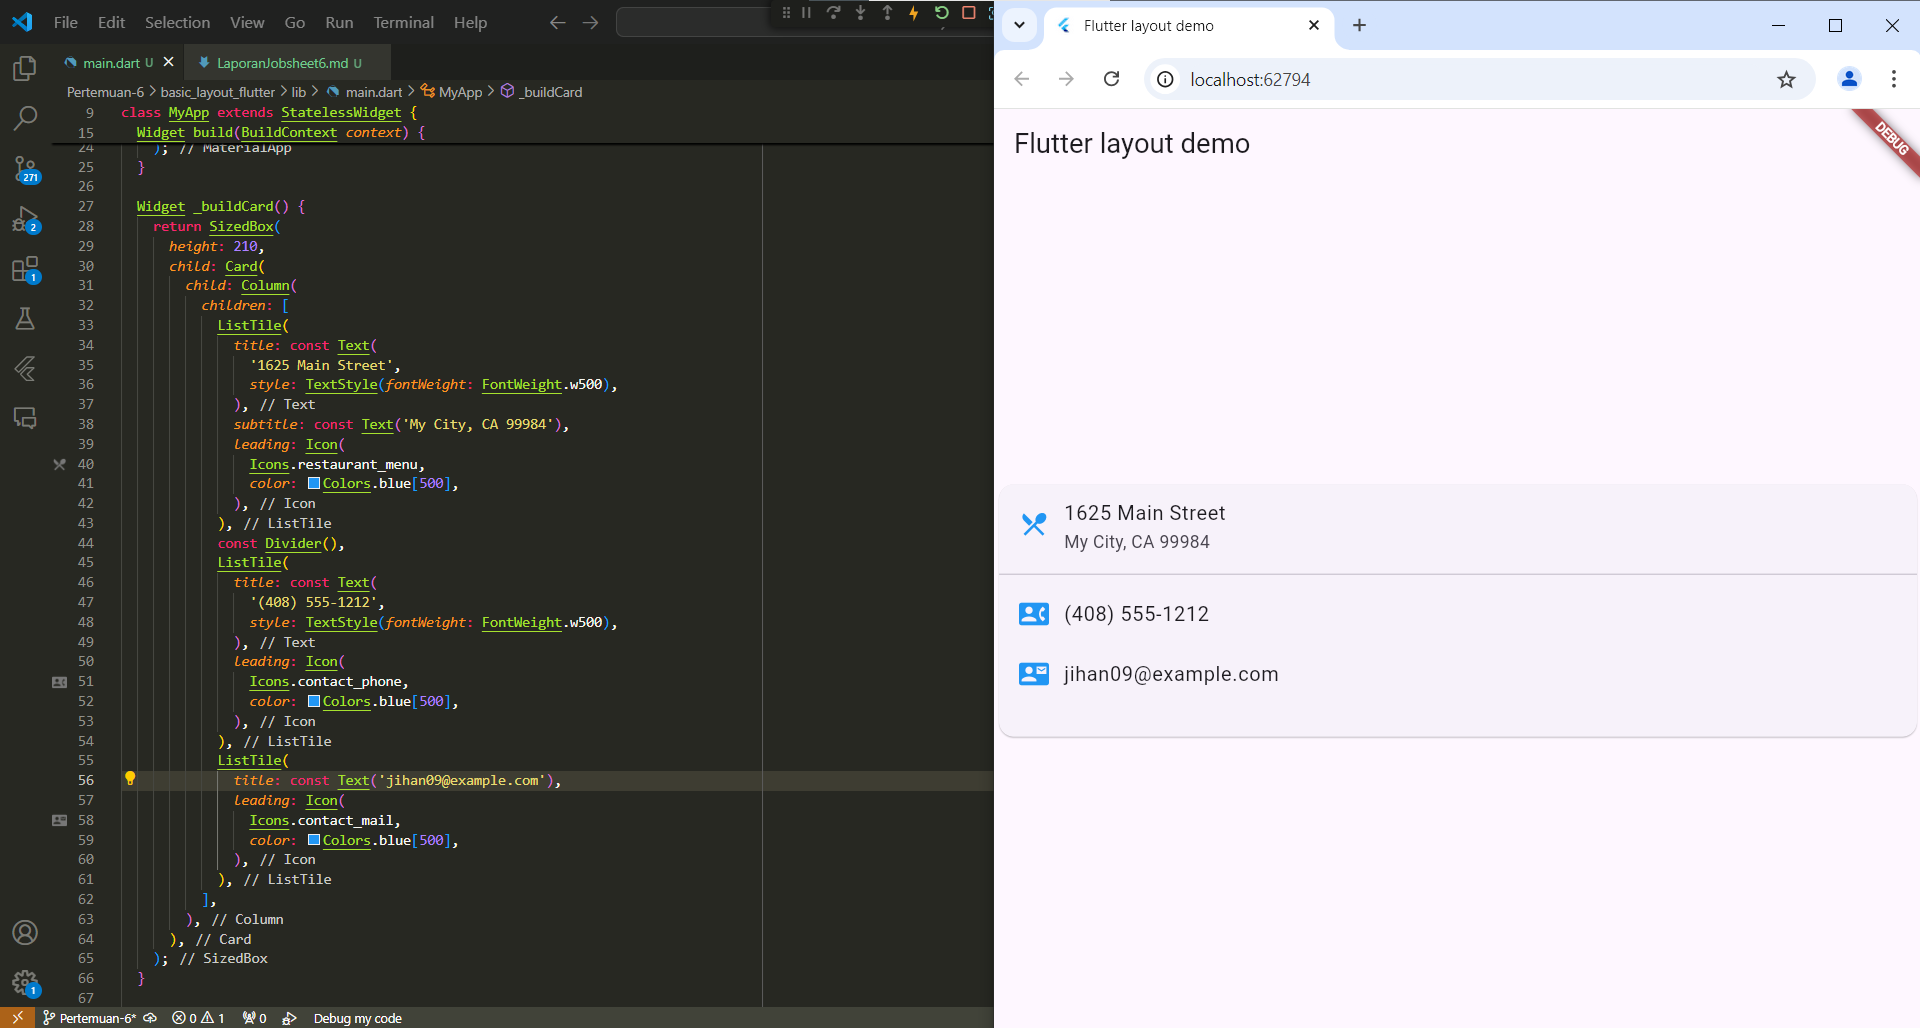 File Edit Selection View Go Run Terminal Help
main.dart U
LaporanJobsheet6.md U
Pertemuan-6 > basic_layout_flutter > lib > main.dart > MyApp > _buildCard
9 class MyApp extends StatelessWidget {
15 Widget build(BuildContext context) {
24 ); // MaterialApp
25 }
26
27 Widget _buildCard() {
28 return SizedBox(
29 height: 210,
30 child: Card(
31 child: Column(
32 children: [
33 ListTile(
34 title: const Text(
35 '1625 Main Street',
36 style: TextStyle(fontWeight: FontWeight.w500),
37 ), // Text
38 subtitle: const Text('My City, CA 99984'),
39 leading: Icon(
40 Icons.restaurant_menu,
41 color: Colors.blue[500],
42 ), // Icon
43 ), // ListTile
44 const Divider(),
45 ListTile(
46 title: const Text(
47 '(408) 555-1212',
48 style: TextStyle(fontWeight: FontWeight.w500),
49 ), // Text
50 leading: Icon(
51 Icons.contact_phone,
52 color: Colors.blue[500],
53 ), // Icon
54 ), // ListTile
55 ListTile(
56 title: const Text('jihan09@example.com'),
57 leading: Icon(
58 Icons.contact_mail,
59 color: Colors.blue[500],
60 ), // Icon
61 ), // ListTile
62 ],
63 ), // Column
64 ), // Card
65 ); // SizedBox
66 }
67
271
2
1
1
Pertemuan-6* 0 1 0 Debug my code
Flutter layout demo
localhost:62794
Flutter layout demo
DEBUG
1625 Main Street
My City, CA 99984
(408) 555-1212
jihan09@example.com